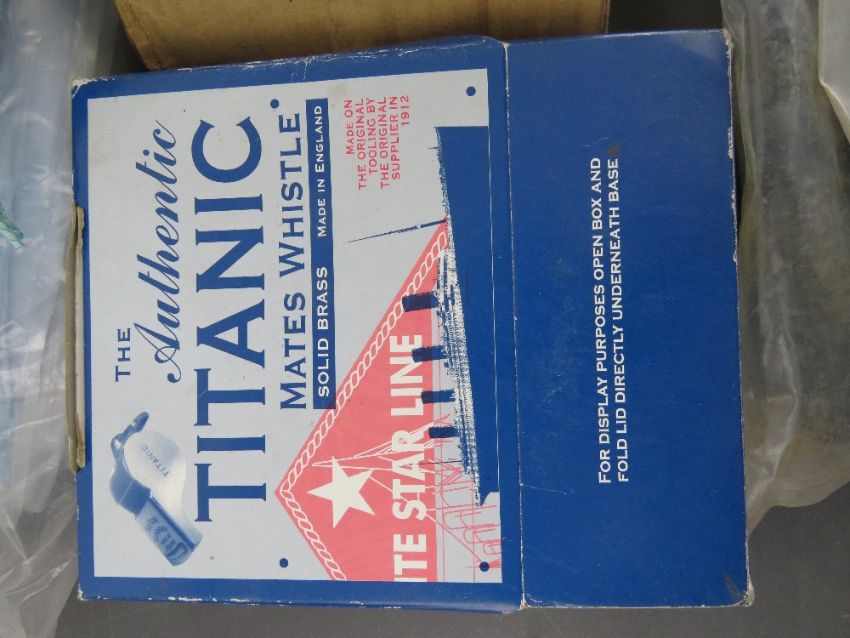 THE
Authentic
TITANIC
MATES WHISTLE
SOLID BRASS MADE IN ENGLAND
MADE ON
THE ORIGINAL
TOOLING BY
THE ORIGINAL
SUPPLIER IN
1912
TITANIC
ITE STAR LINE
FOR DISPLAY PURPOSES OPEN BOX AND
FOLD LID DIRECTLY UNDERNEATH BASE